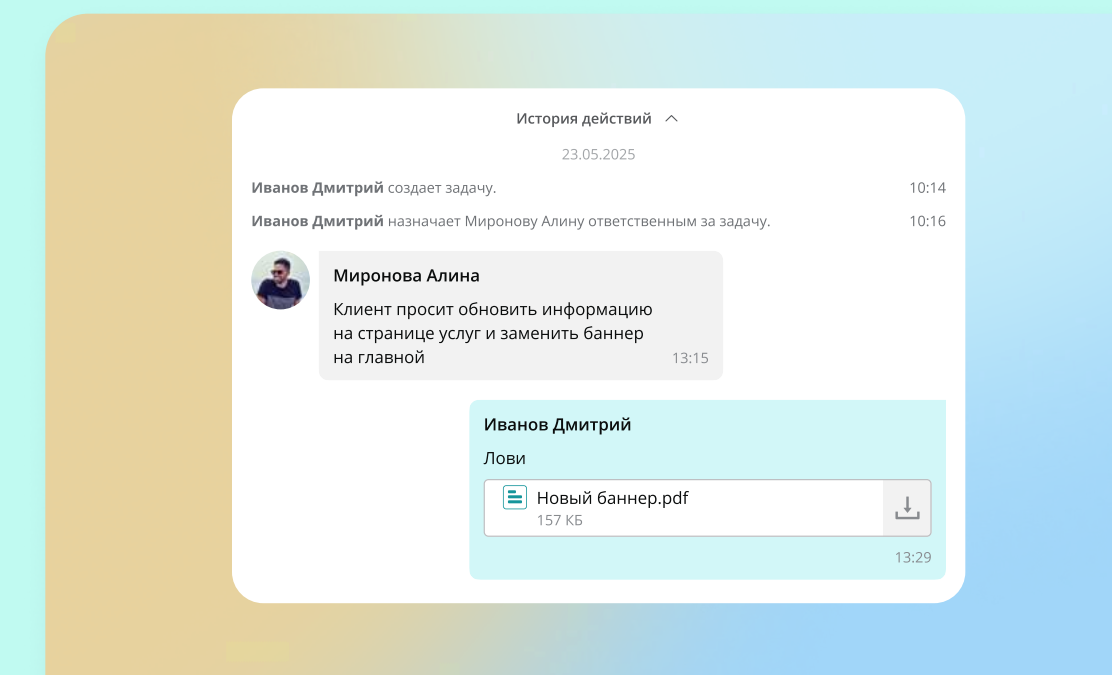 История действий
23.05.2025
Иванов Дмитрий создает задачу. 10:14
Иванов Дмитрий назначает Миронову Алину ответственным за задачу. 10:16
Миронова Алина
Клиент просит обновить информацию
на странице услуг и заменить баннер
на главной 13:15
Иванов Дмитрий
Лови
Новый баннер.pdf
157 КБ
13:29